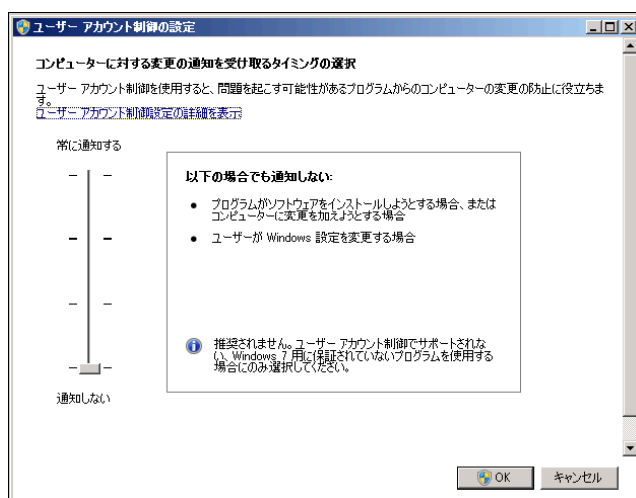 ユーザー アカウント制御の設定
コンピューターに対する変更の通知を受け取るタイミングの選択
ユーザー アカウント制御を使用すると、問題を起こす可能性があるプログラムからのコンピューターの変更の防止に役立ちま
す。
ユーザー アカウント制御設定の詳細を表示
常に通知する
以下の場合でも通知しない:
● プログラムがソフトウェアをインストールしようとする場合、または
コンピューターに変更を加えようとする場合
● ユーザーが Windows 設定を変更する場合
推奨されません。ユーザー アカウント制御でサポートされな
い、Windows 7 用に保証されていないプログラムを使用する
場合にのみ選択してください。
通知しない
OK
キャンセル